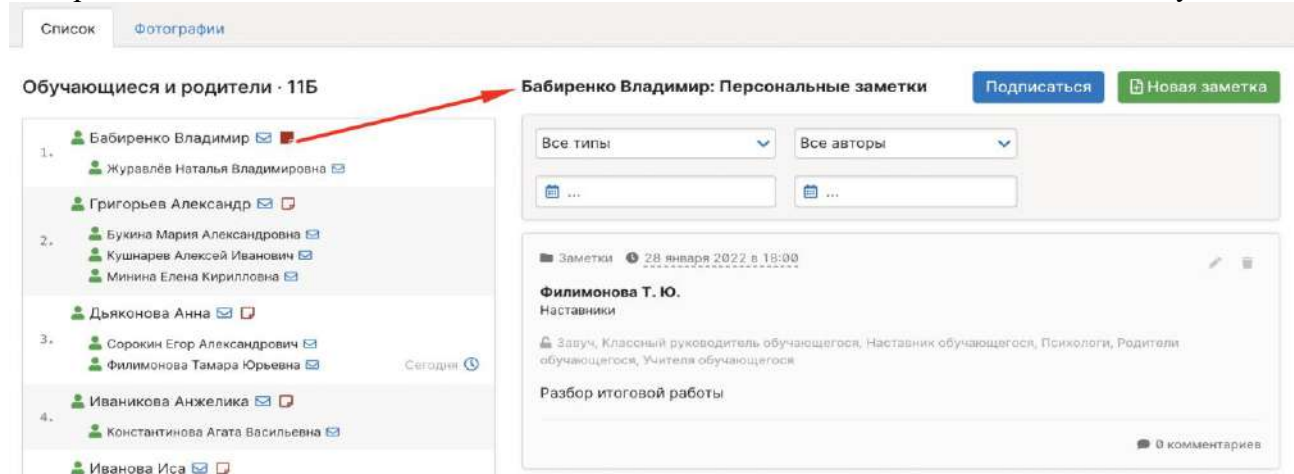 Список Фотографии
Обучающиеся и родители · 11Б
1. Бабиренко Владимир
Журавлёв Наталья Владимировна
2. Григорьев Александр
Букина Мария Александровна
Кушнарев Алексей Иванович
Минина Елена Кирилловна
3. Дьяконова Анна
Сорокин Егор Александрович
Филимонова Тамара Юрьевна Сегодня
4. Иваникова Анжелика
Константинова Агата Васильевна
Иванова Иса
Бабиренко Владимир: Персональные заметки Подписаться Новая заметка
Все типы Все авторы
... ...
Заметки 28 января 2022 в 18:00
Филимонова Т. Ю.
Наставники
Завуч, Классный руководитель обучающегося, Наставник обучающегося, Психологи, Родители
обучающегося, Учителя обучающегося
Разбор итоговой работы
0 комментариев